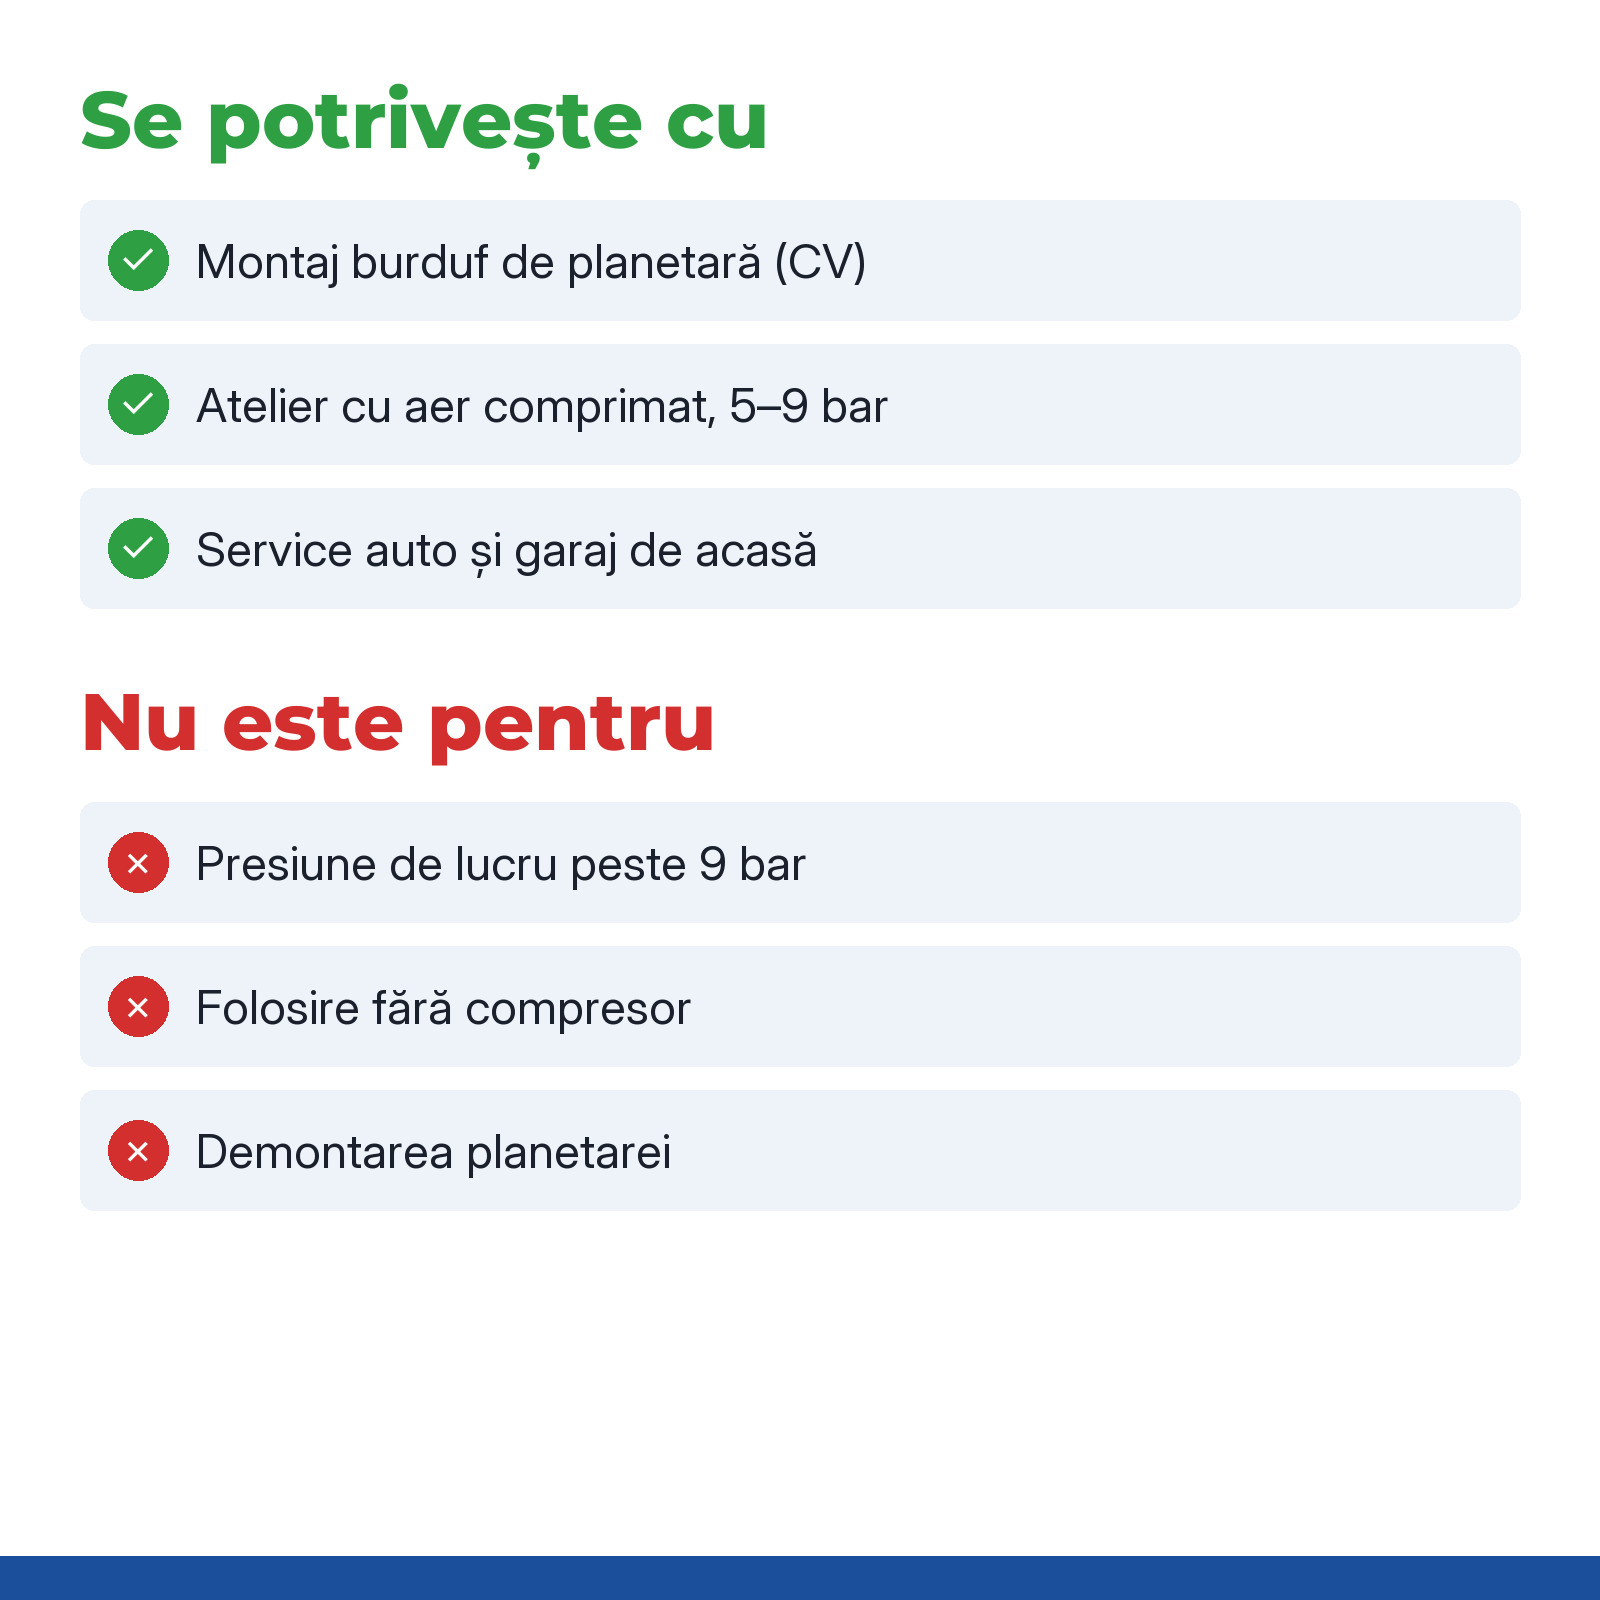 Se potrivește cu
Montaj burduf de planetară (CV)
Atelier cu aer comprimat, 5–9 bar
Service auto și garaj de acasă
Nu este pentru
Presiune de lucru peste 9 bar
Folosire fără compresor
Demontarea planetarei